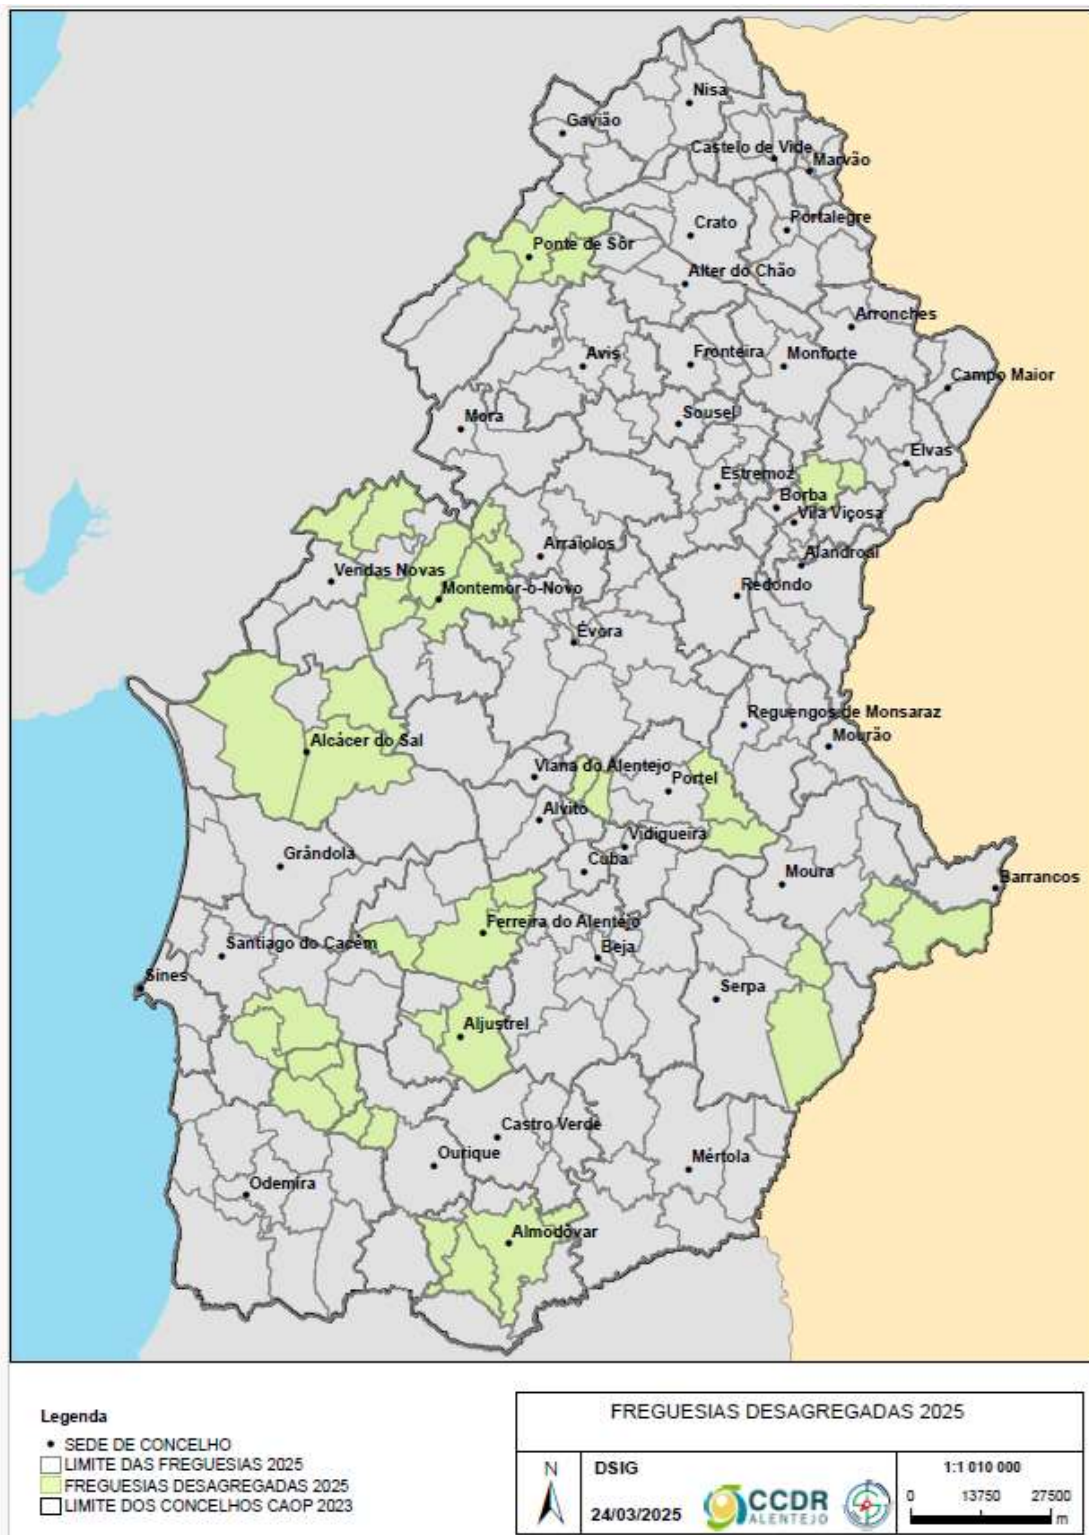 Nisa
Gavião
Castelo de Vide
Marvão
Portalegre
Crato
Ponte de Sôr
Alter do Chão
Arronches
Avis
Fronteira
Monforte
Campo Maior
Mora
Sousel
Elvas
Estremoz
Borba
Vila Viçosa
Arraiolos
Alandroal
Vendas Novas
Montemor-o-Novo
Redondo
Évora
Reguengos de Monsaraz
Alcácer do Sal
Mourão
Viana do Alentejo
Portel
Alvito
Vidigueira
Grândola
Cuba
Moura
Barrancos
Ferreira do Alentejo
Santiago do Cacém
Beja
Sines
Serpa
Aljustrel
Castro Verde
Ourique
Mértola
Odemira
Almodôvar
Legenda
SEDE DE CONCELHO
LIMITE DAS FREGUESIAS 2025
FREGUESIAS DESAGREGADAS 2025
LIMITE DOS CONCELHOS CAOP 2023
FREGUESIAS DESAGREGADAS 2025
N
DSIG
24/03/2025
CCDR
ALENTEJO
1:1 010 000
0 13750 27500
m